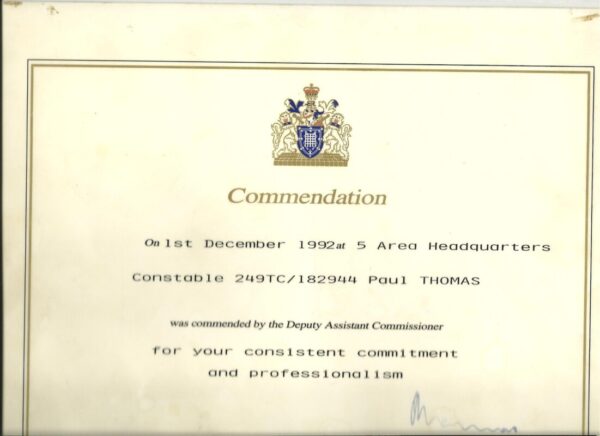 Commendation
On 1st December 1992 at 5 Area Headquarters
Constable 249TC/182944 Paul THOMAS
was commended by the Deputy Assistant Commissioner
for your consistent commitment
and professionalism